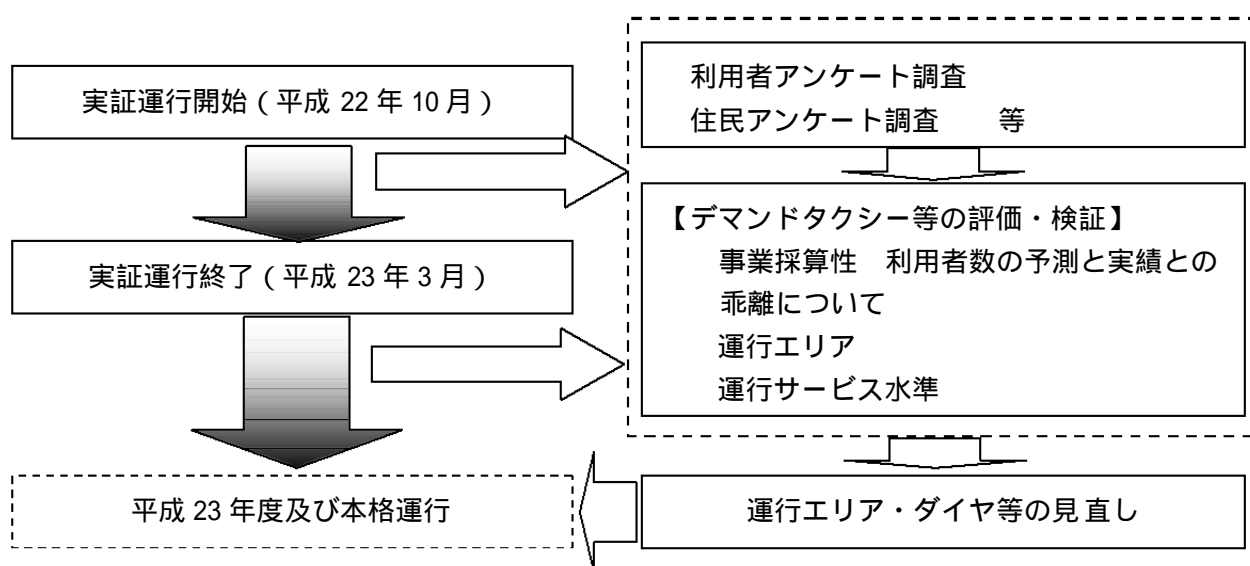 実証運行開始（平成 22 年 10 月）
利用者アンケート調査
住民アンケート調査　　等
【デマンドタクシー等の評価・検証】
事業採算性　利用者数の予測と実績との
乖離について
運行エリア
運行サービス水準
実証運行終了（平成 23 年 3 月）
運行エリア・ダイヤ等の見直し
平成 23 年度及び本格運行